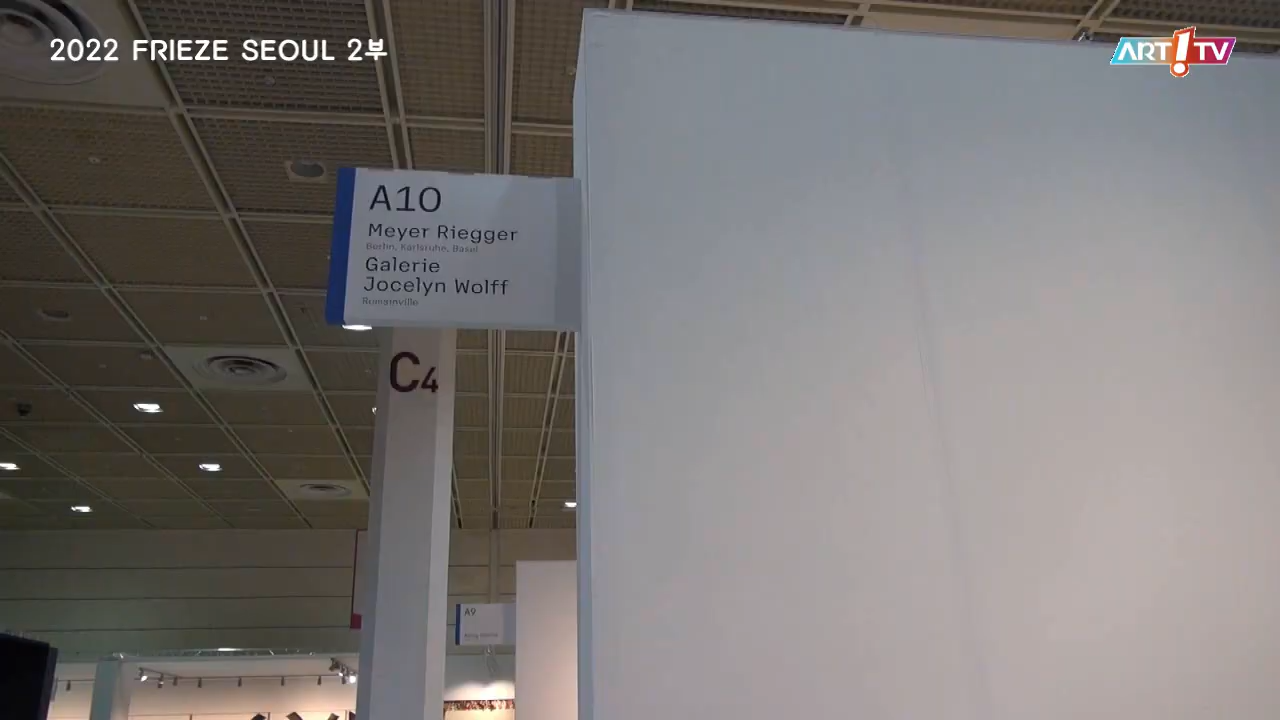 2022 FRIEZE SEOUL 2부
ART!TV
A10
Meyer Riegger
Berlin, Karlsruhe, Basel
Galerie
Jocelyn Wolff
Romainville
C4
A9